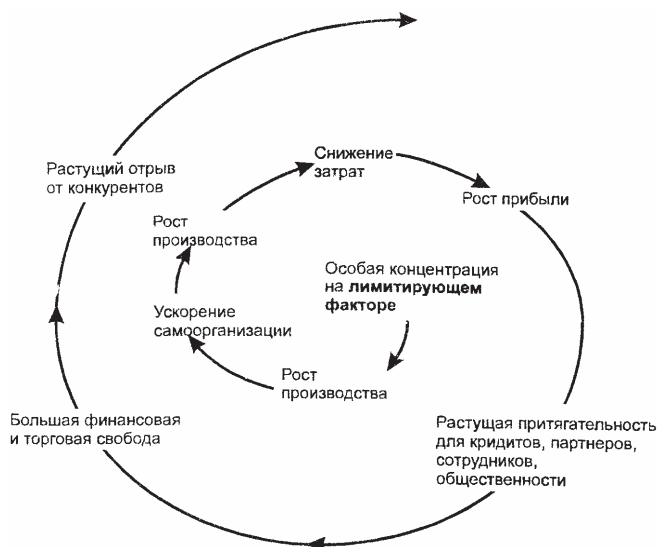 Растущий отрыв
от конкурентов
Снижение
затрат
Рост прибыли
Рост
производства
Особая концентрация
на лимитирующем
факторе
Ускорение
самоорганизации
Рост
производства
Большая финансовая
и торговая свобода
Растущая притягательность
для кридитов, партнеров,
сотрудников,
общественности